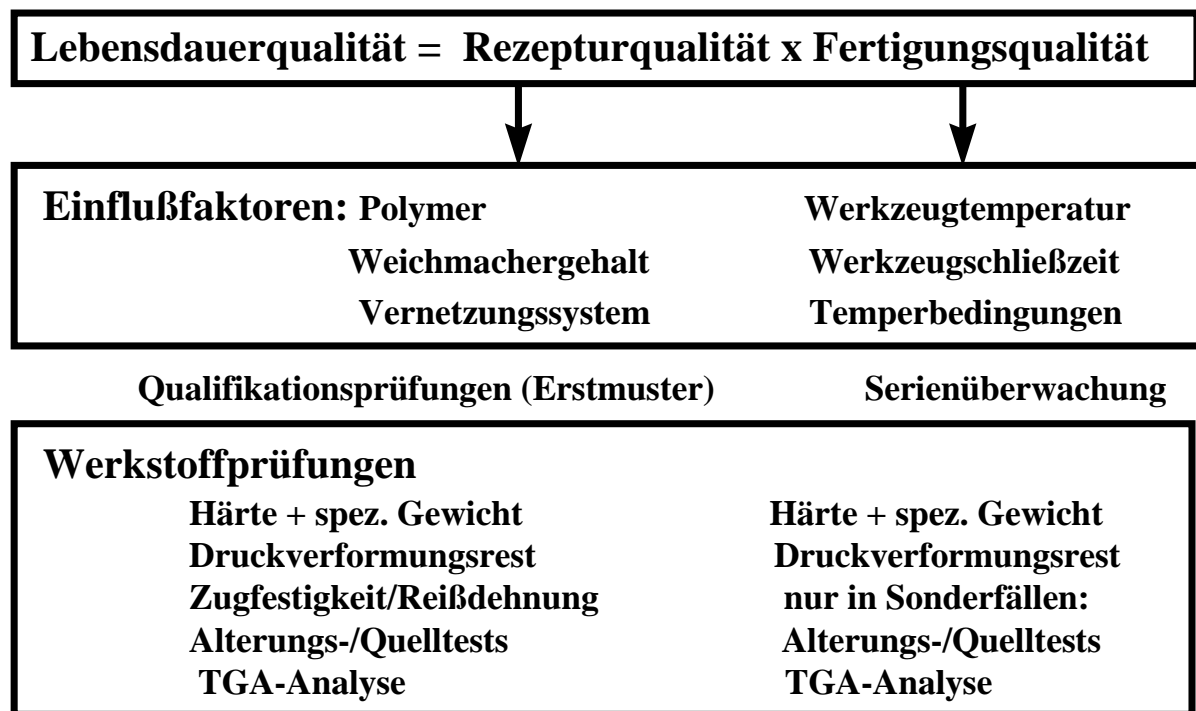 Lebensdauerqualität = Rezepturqualität x Fertigungsqualität
Einflußfaktoren: Polymer Werkzeugtemperatur
Weichmachergehalt Werkzeugschließzeit
Vernetzungssystem Temperbedingungen
Qualifikationsprüfungen (Erstmuster) Serienüberwachung
Werkstoffprüfungen
Härte + spez. Gewicht Härte + spez. Gewicht
Druckverformungsrest Druckverformungsrest
Zugfestigkeit/Reißdehnung nur in Sonderfällen:
Alterungs-/Quelltests Alterungs-/Quelltests
TGA-Analyse TGA-Analyse